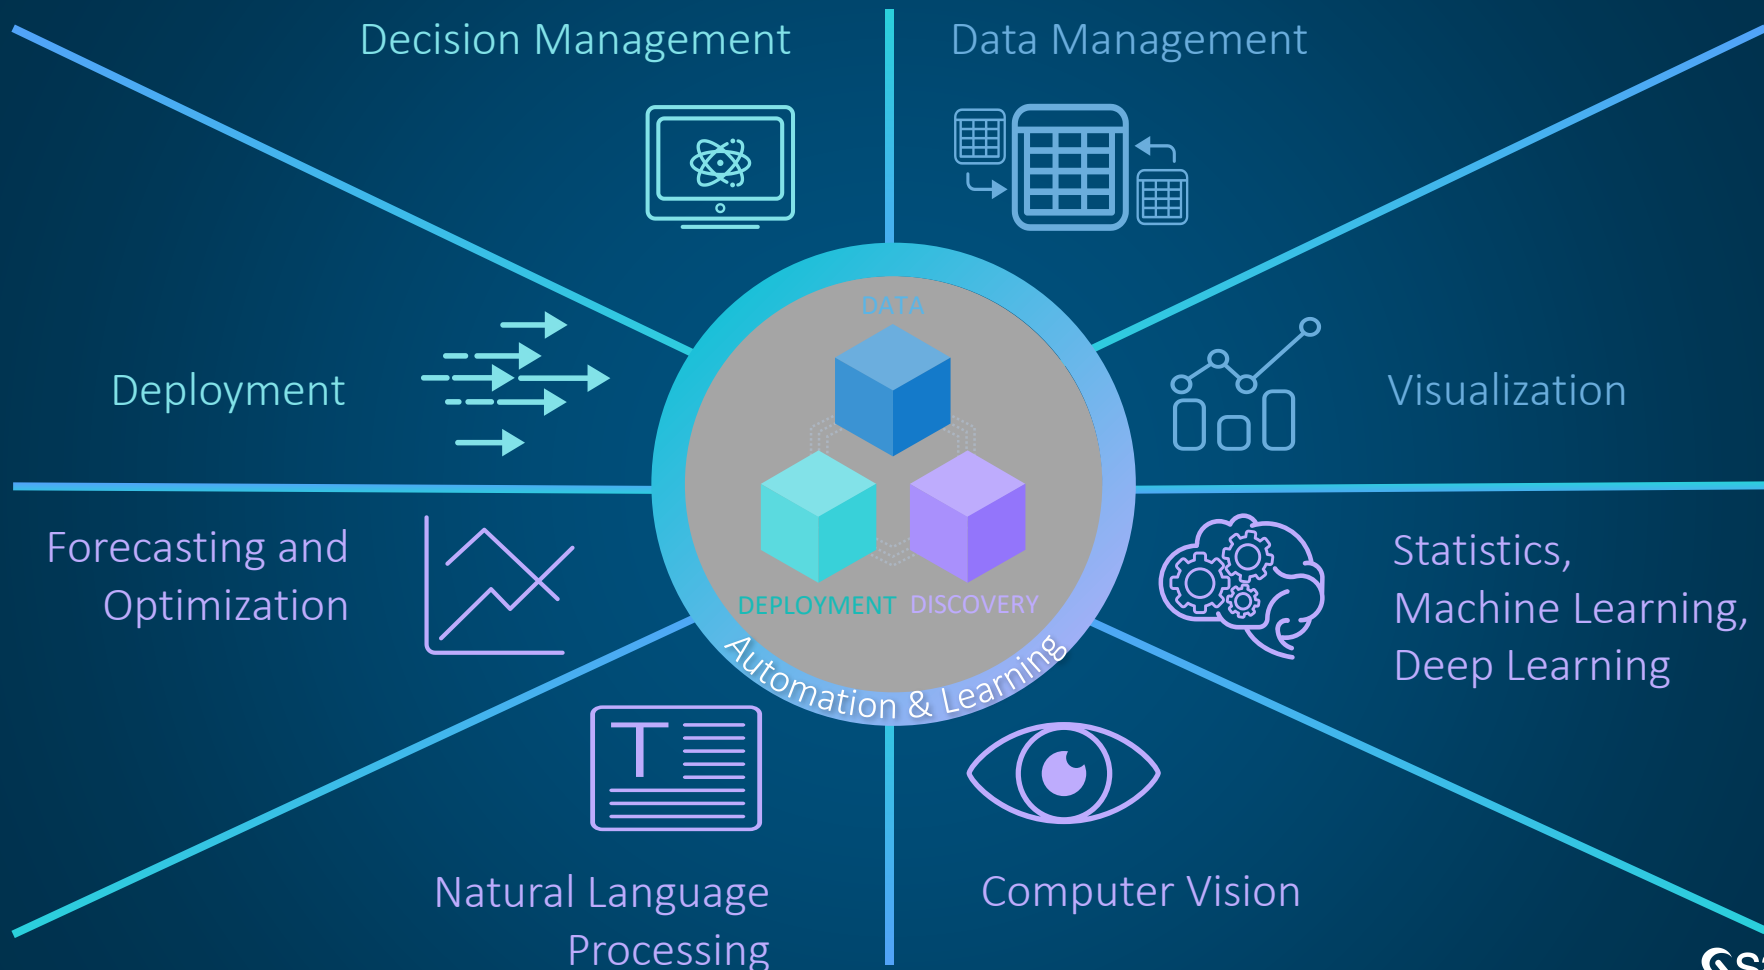 Decision Management
Data Management
DATA
Deployment
Visualization
Forecasting and
Optimization
Statistics,
Machine Learning,
Deep Learning
DEPLOYMENT
DISCOVERY
Automation & Learning
T
Natural Language
Processing
Computer Vision